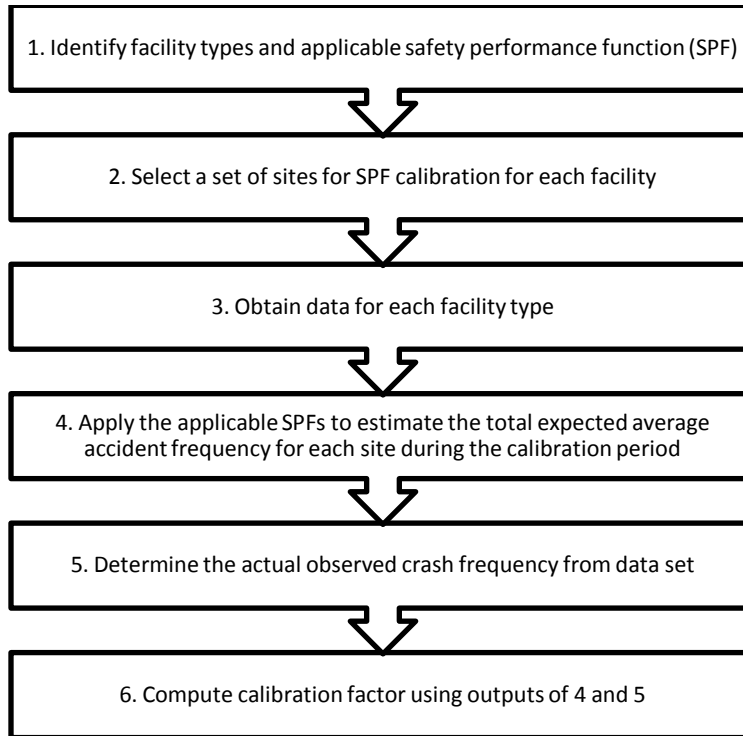 1. Identify facility types and applicable safety performance function (SPF)
2. Select a set of sites for SPF calibration for each facility
3. Obtain data for each facility type
4. Apply the applicable SPFs to estimate the total expected average
accident frequency for each site during the calibration period
5. Determine the actual observed crash frequency from data set
6. Compute calibration factor using outputs of 4 and 5